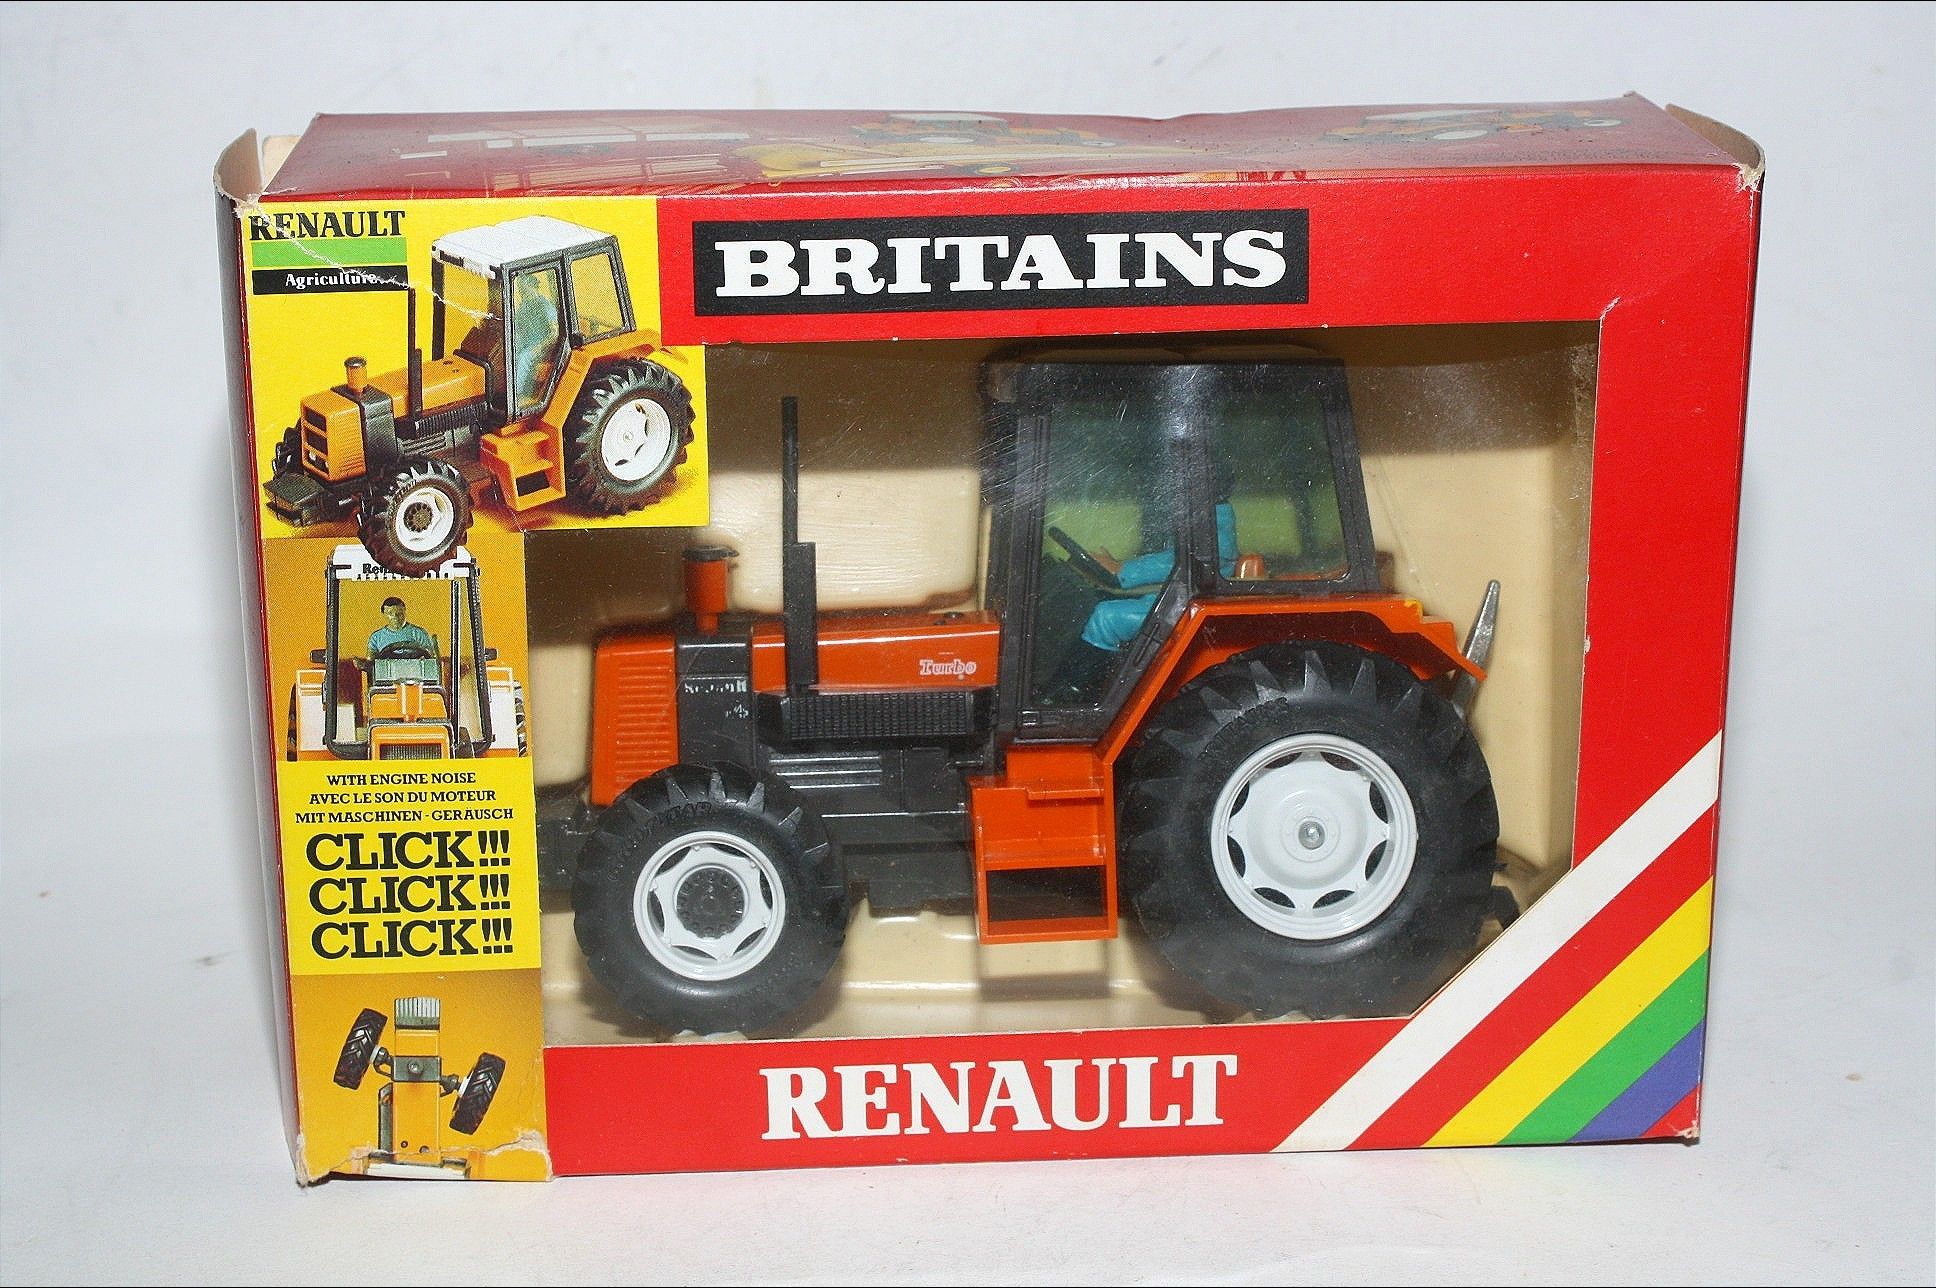 RENAULT
Agriculture
BRITAINS
Turbo
WITH ENGINE NOISE
AVEC LE SON DU MOTEUR
MIT MASCHINEN - GERÄUSCH
CLICK!!!
CLICK!!!
CLICK!!!
RENAULT